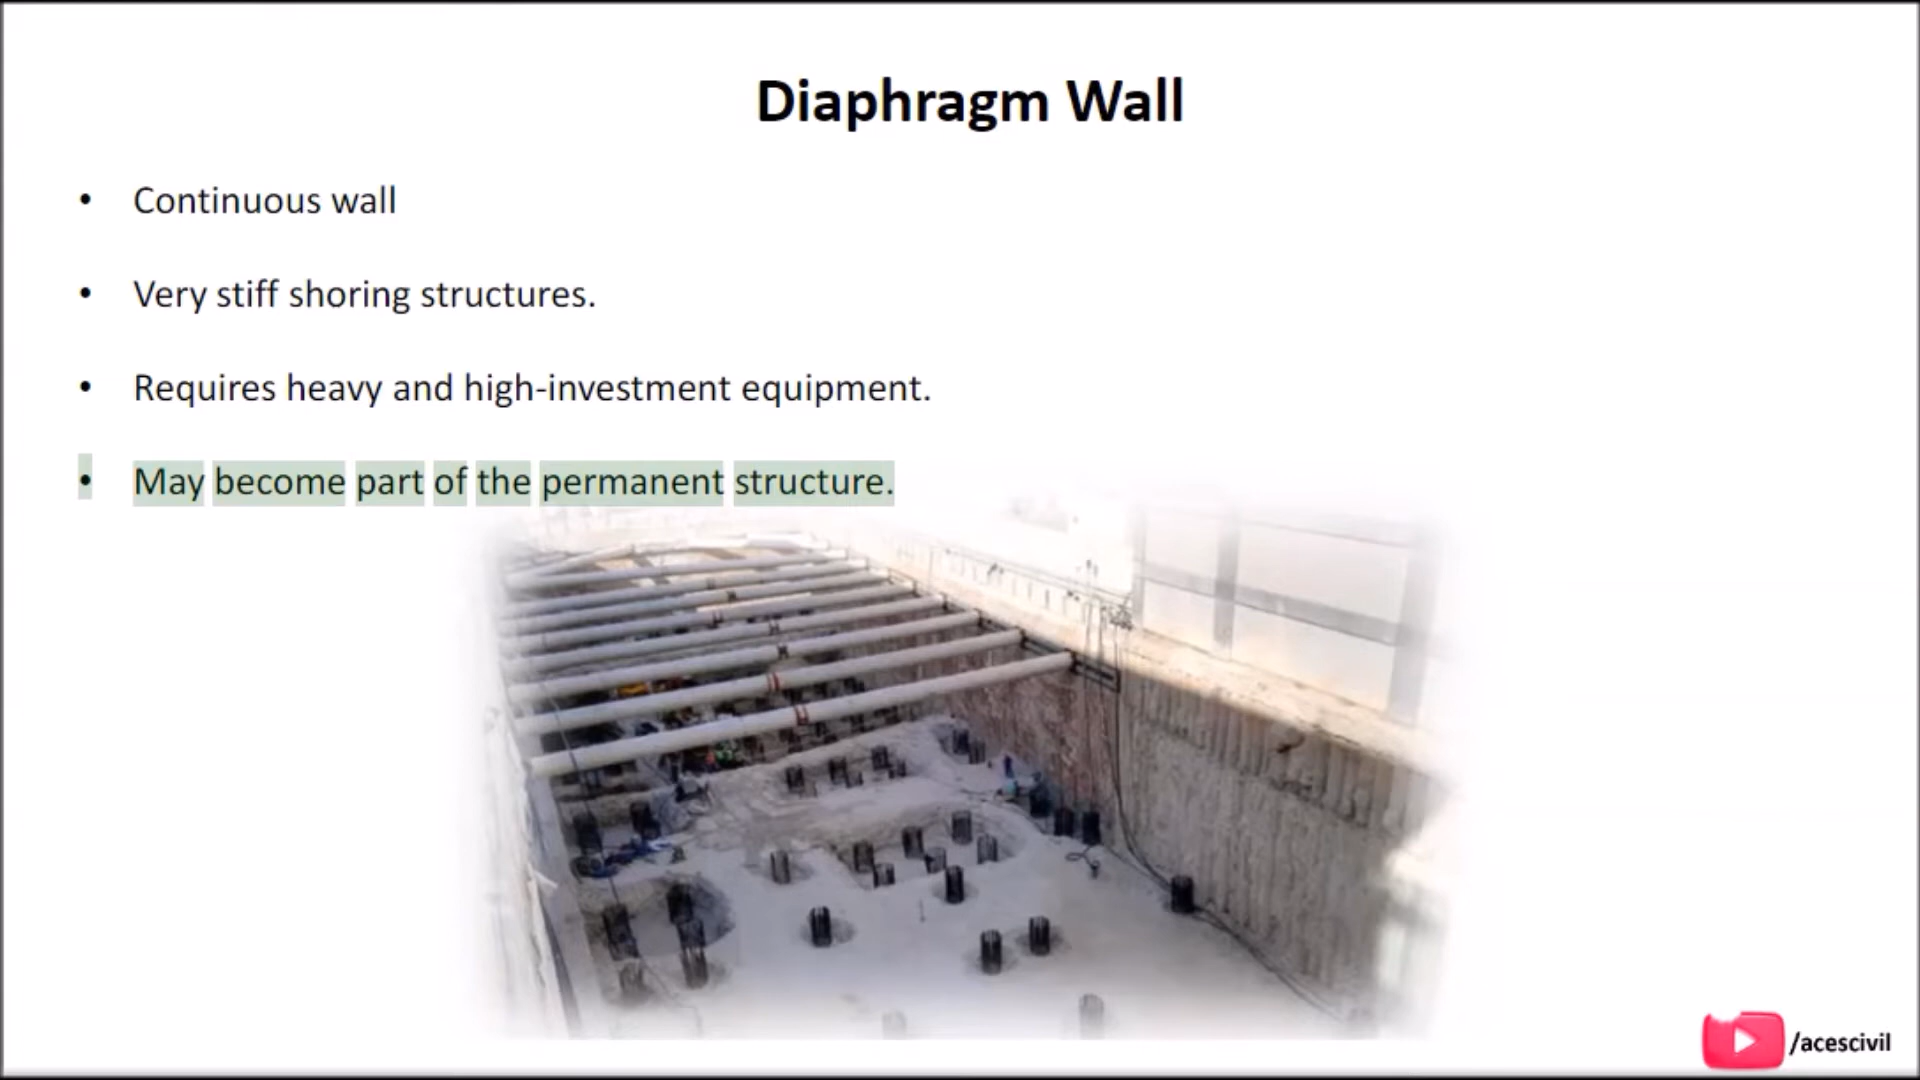 Diaphragm Wall
• Continuous wall
• Very stiff shoring structures.
• Requires heavy and high-investment equipment.
• May become part of the permanent structure.
/acescivil